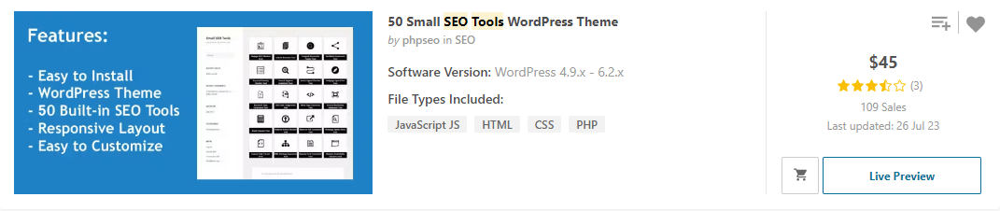 Features:
- Easy to Install
- WordPress Theme
- 50 Built-in SEO Tools
- Responsive Layout
- Easy to Customize
Small SEO Tools
50 Small SEO Tools WordPress Theme
by phpseo in SEO
Software Version: WordPress 4.9.x - 6.2.x
File Types Included:
JavaScript JS HTML CSS PHP
$45
(3)
109 Sales
Last updated: 26 Jul 23
Live Preview